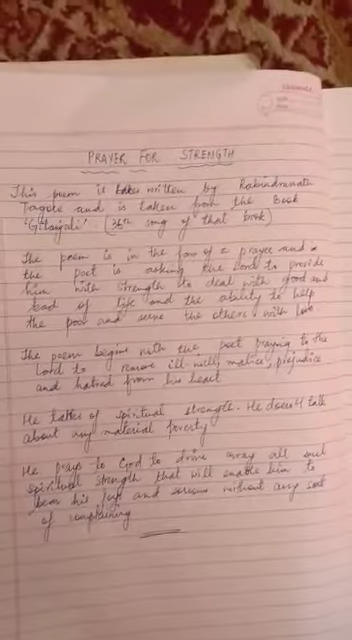 PRAYER FOR STRENGTH
This poem is written by Rabindranath
Tagore and is taken from the Book
'Gitanjali' (36th song of that book)
The poem is in the form of a prayer and
the poet is asking the Lord to provide
him with strength to deal with good and
bad of life and the ability to help
the poor and serve the others with love
The poem begins with the poet praying to the
Lord to remove ill will, malice, prejudice
and hatred from his heart
He talks of spiritual strength. He doesn't talk
about any material poverty
He prays to God to drive away all such
spiritual strength that will enable him to
bear his joys and sorrows without any sort
of complaining